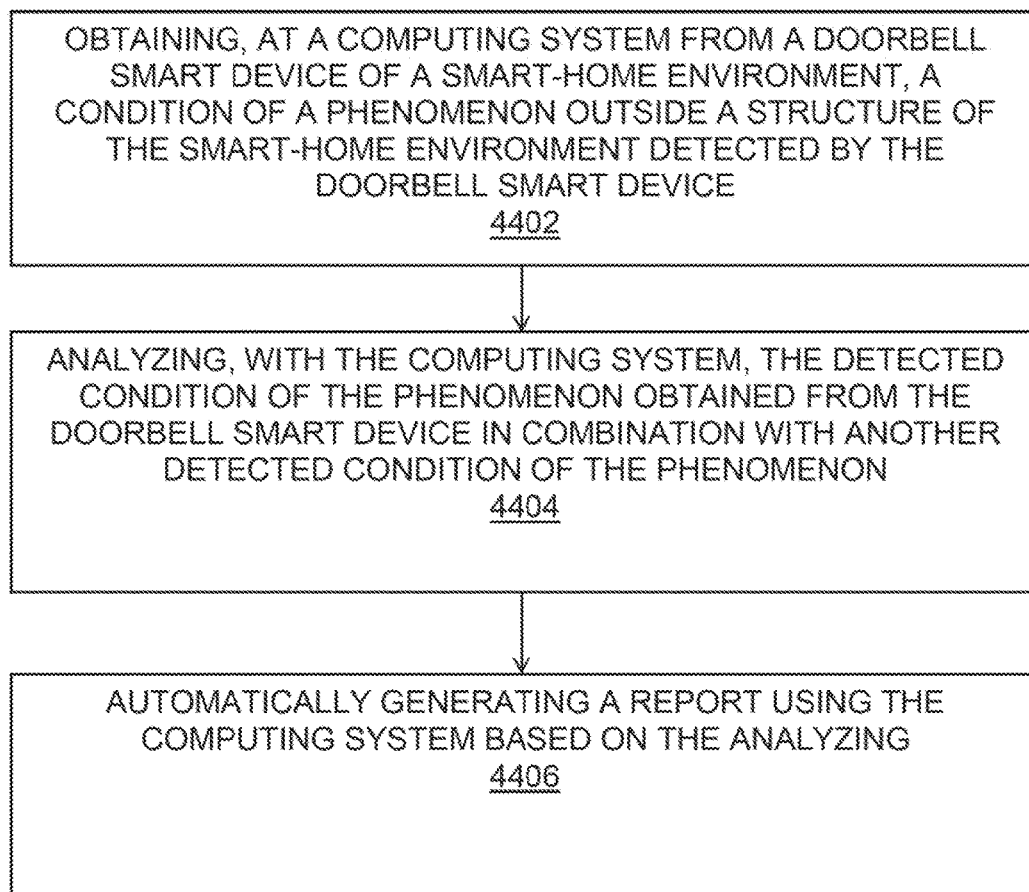 OBTAINING, AT A COMPUTING SYSTEM FROM A DOORBELL
SMART DEVICE OF A SMART-HOME ENVIRONMENT, A
CONDITION OF A PHENOMENON OUTSIDE A STRUCTURE OF
THE SMART-HOME ENVIRONMENT DETECTED BY THE
DOORBELL SMART DEVICE
4402
ANALYZING, WITH THE COMPUTING SYSTEM, THE DETECTED
CONDITION OF THE PHENOMENON OBTAINED FROM THE
DOORBELL SMART DEVICE IN COMBINATION WITH ANOTHER
DETECTED CONDITION OF THE PHENOMENON
4404
AUTOMATICALLY GENERATING A REPORT USING THE
COMPUTING SYSTEM BASED ON THE ANALYZING
4406